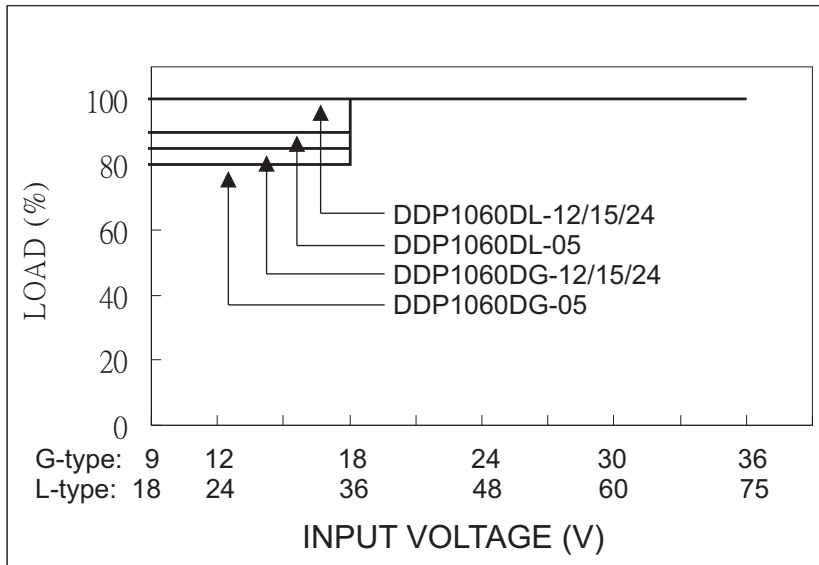 100
80
60
40
20
0
LOAD (%)
DDP1060DL-12/15/24
DDP1060DL-05
DDP1060DG-12/15/24
DDP1060DG-05
G-type: 9 12 18 24 30 36
L-type: 18 24 36 48 60 75
INPUT VOLTAGE (V)